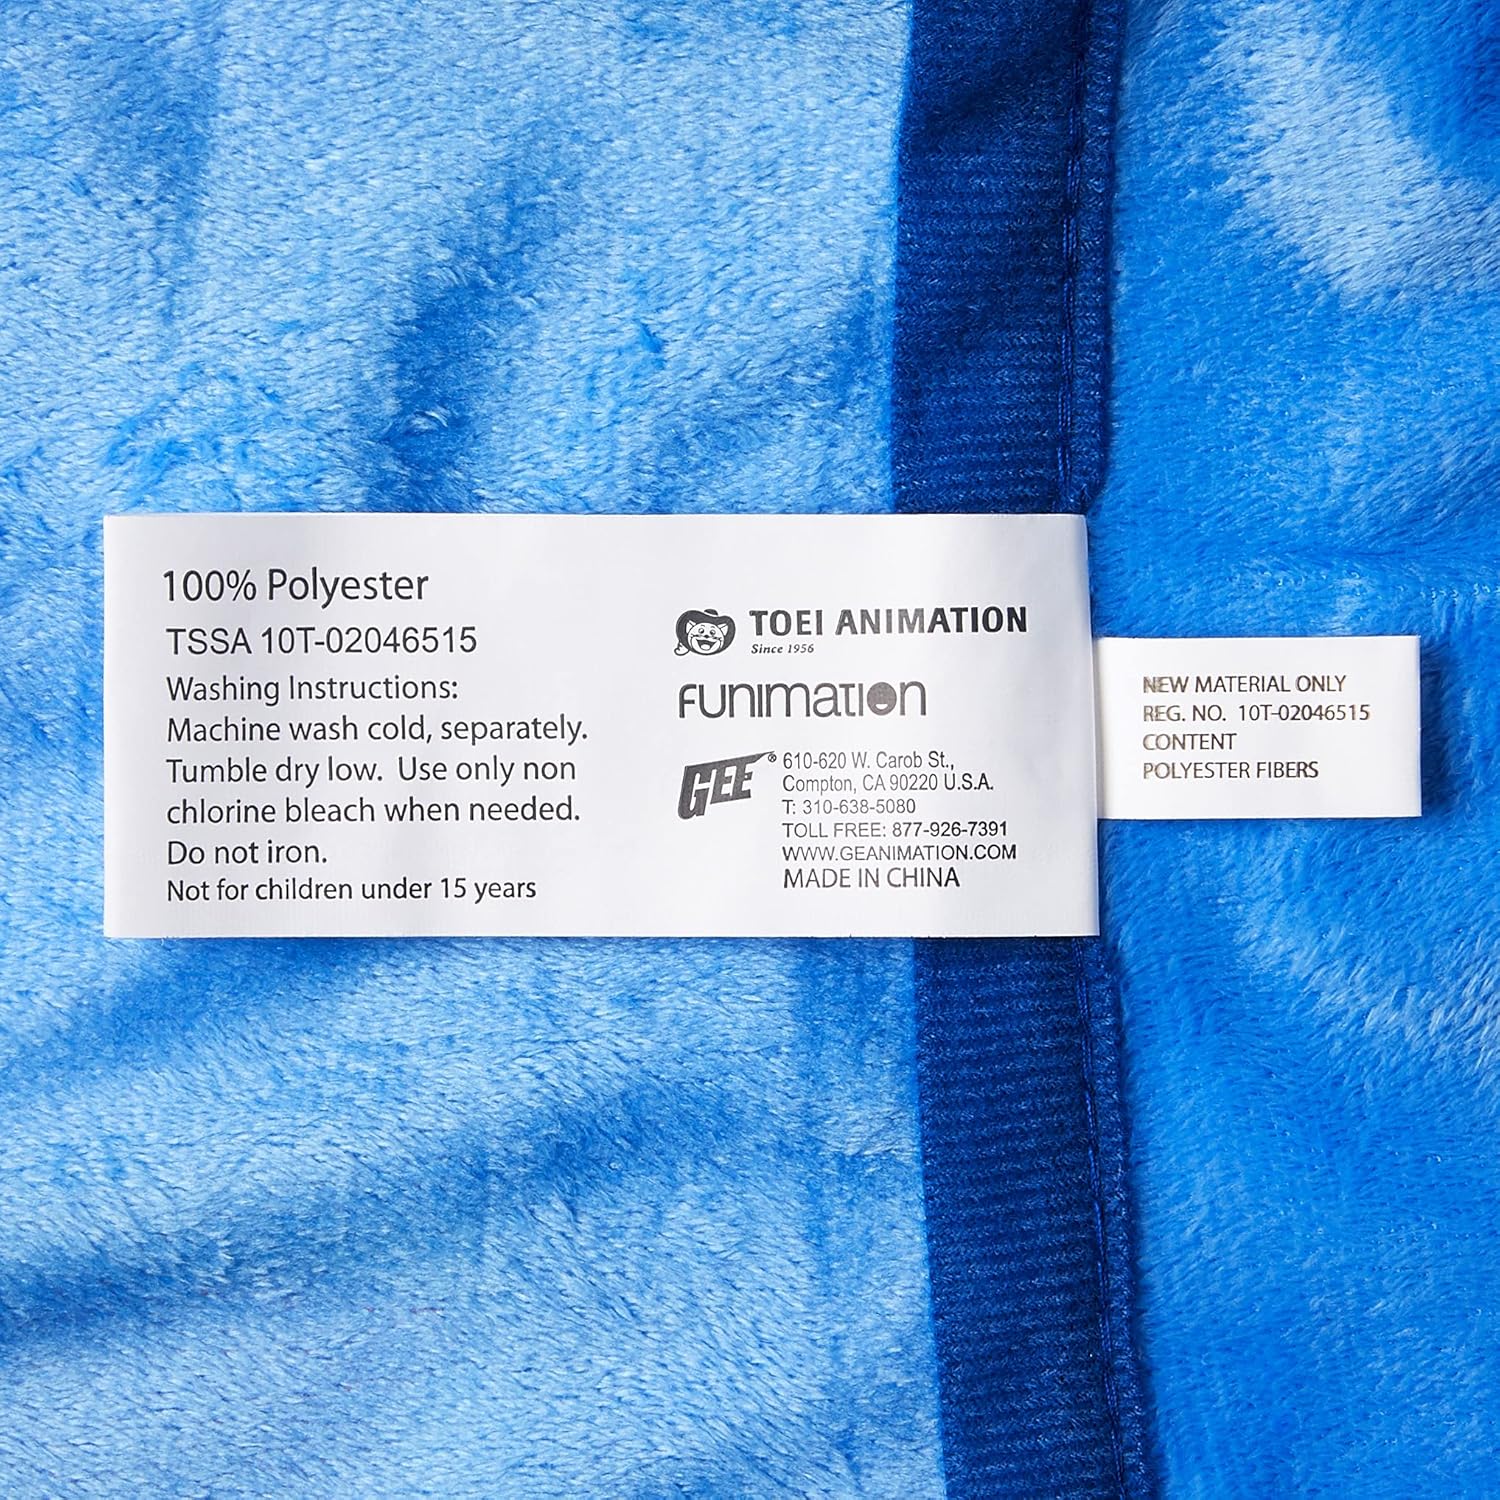 100% Polyester
TSSA 10T-02046515
Washing Instructions:
Machine wash cold, separately.
Tumble dry low. Use only non
chlorine bleach when needed.
Do not iron.
Not for children under 15 years
TOEI ANIMATION
Since 1956
FUNIMATION
GEE®
610-620 W. Carob St.,
Compton, CA 90220 U.S.A.
T: 310-638-5080
TOLL FREE: 877-926-7391
WWW.GEANIMATION.COM
MADE IN CHINA
NEW MATERIAL ONLY
REG. NO. 10T-02046515
CONTENT
POLYESTER FIBERS